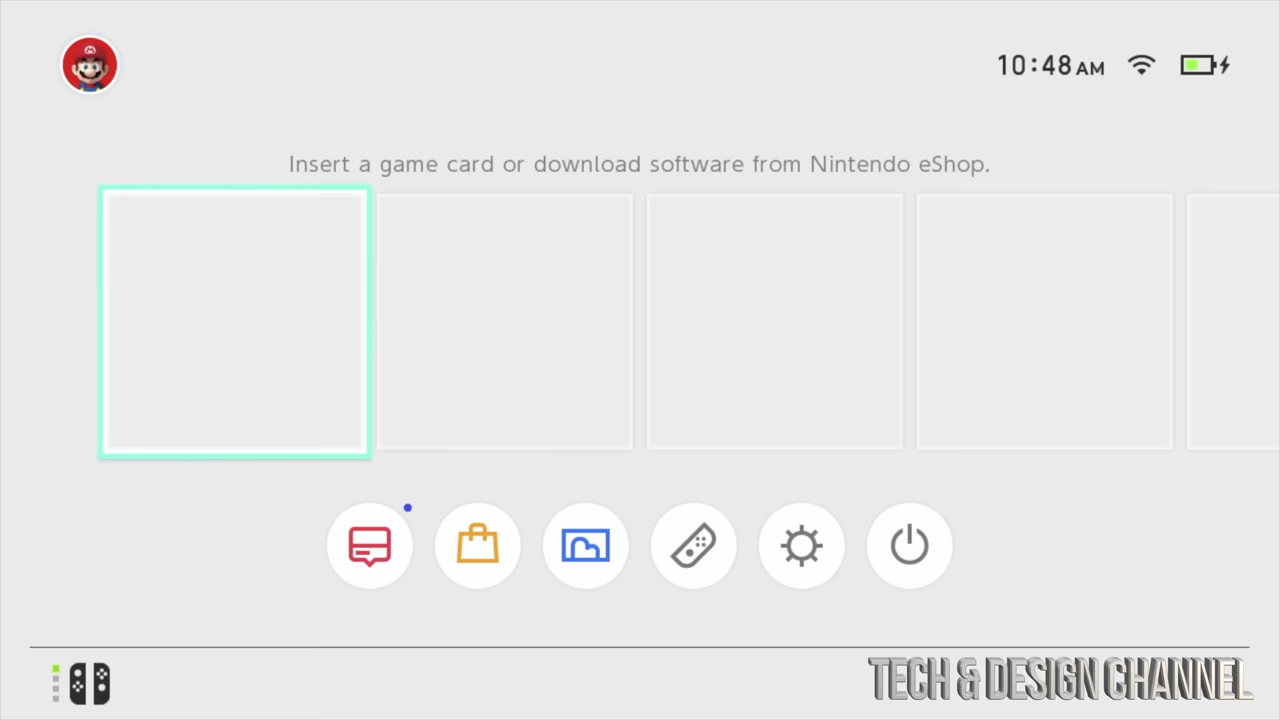 10:48 AM
Insert a game card or download software from Nintendo eShop.
TECH & DESIGN CHANNEL